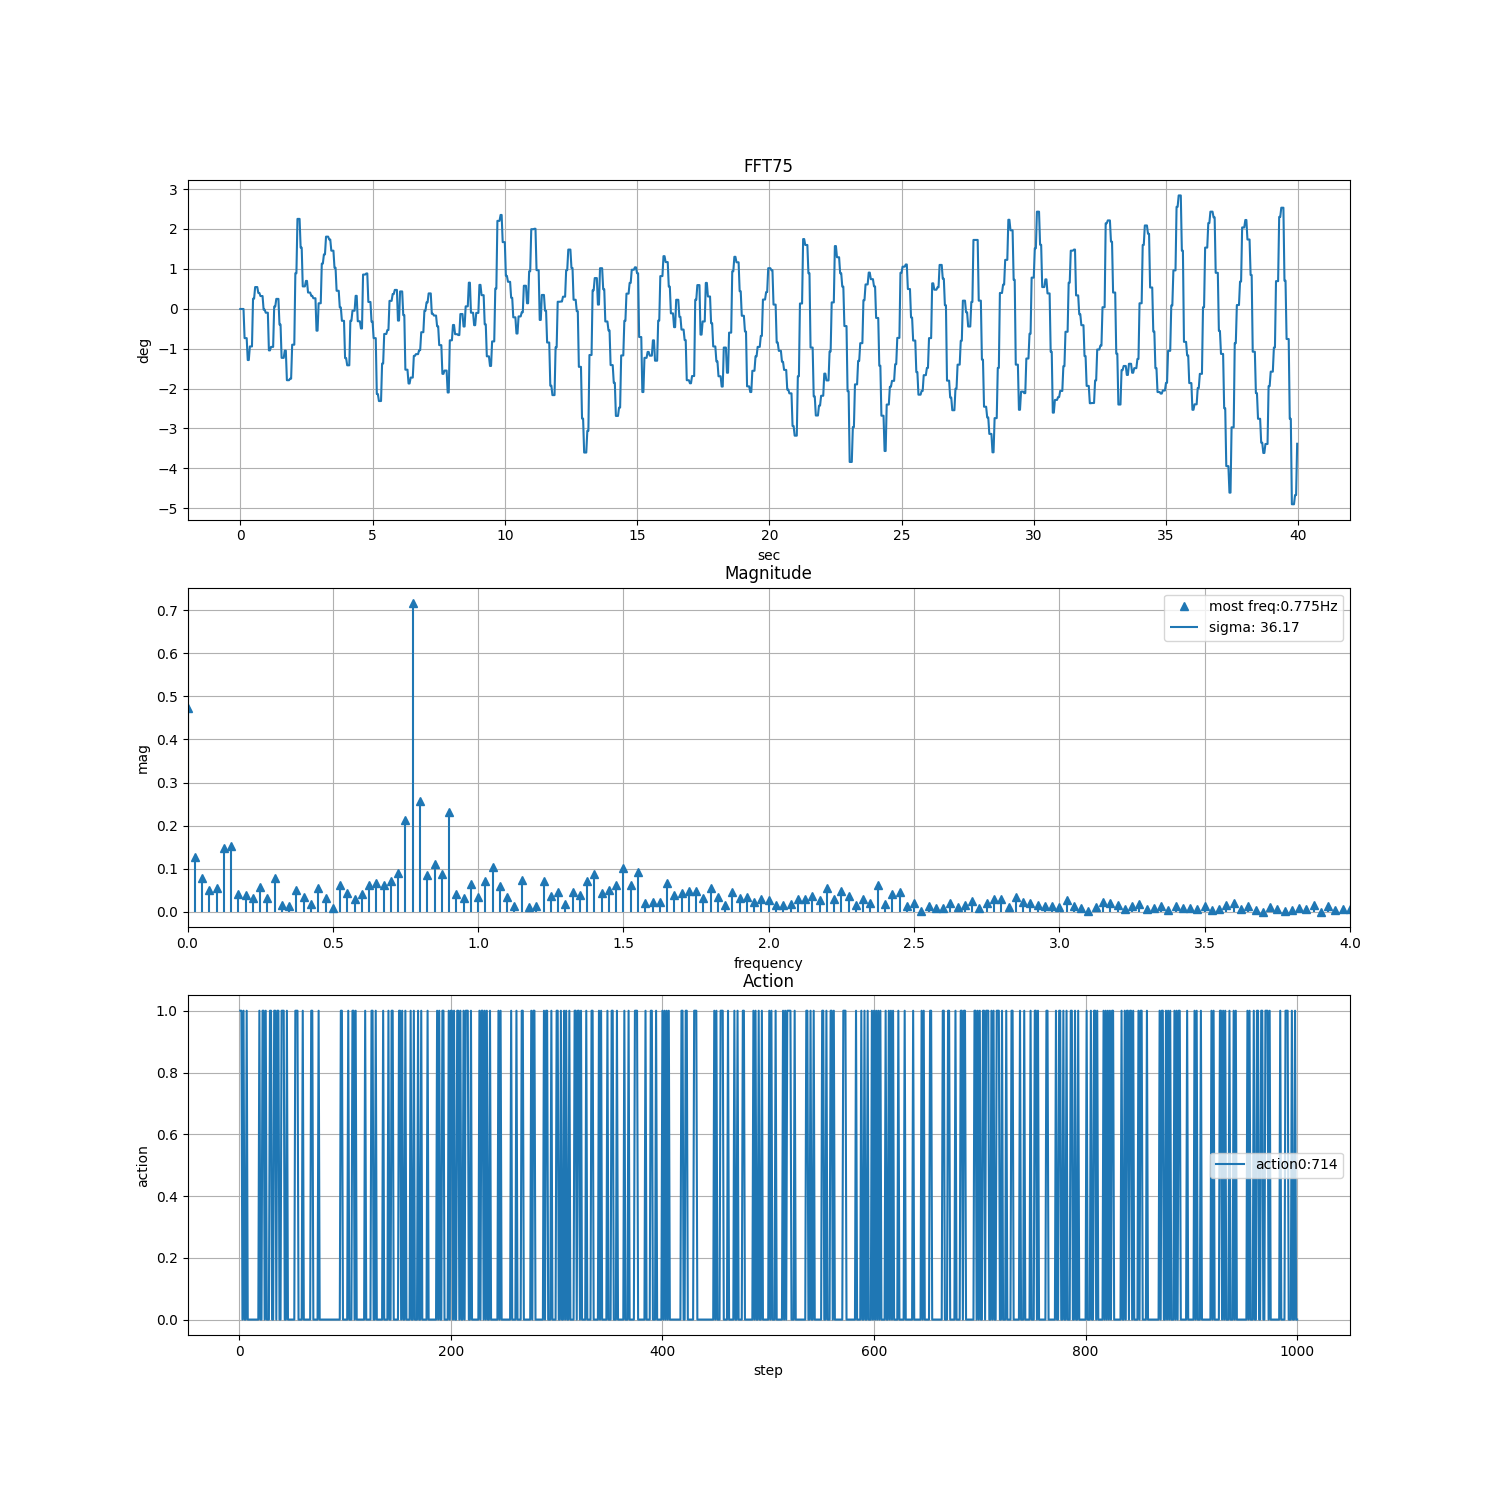 FFT75
3
2
1
0
−1
−2
−3
−4
−5
deg
0 5 10 15 20 25 30 35 40
sec
Magnitude
0.7
0.6
0.5
0.4
0.3
0.2
0.1
0.0
mag
most freq:0.775Hz
sigma: 36.17
0.0 0.5 1.0 1.5 2.0 2.5 3.0 3.5 4.0
frequency
Action
1.0
0.8
0.6
0.4
0.2
0.0
action
action0:714
0 200 400 600 800 1000
step